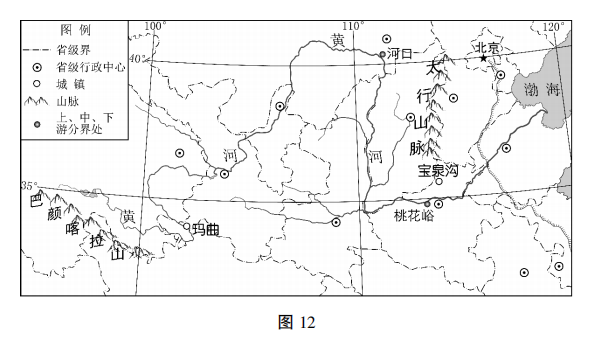 图 例
省级界
省级行政中心
城 镇
山脉
上、中、下
游分界处
100°
110°
120°
40°
35°
黄
河口
北京
太
行
山
脉
渤 海
河
河
宝泉沟
桃花峪
巴
颜
喀
拉
山
黄
玛曲
图 12